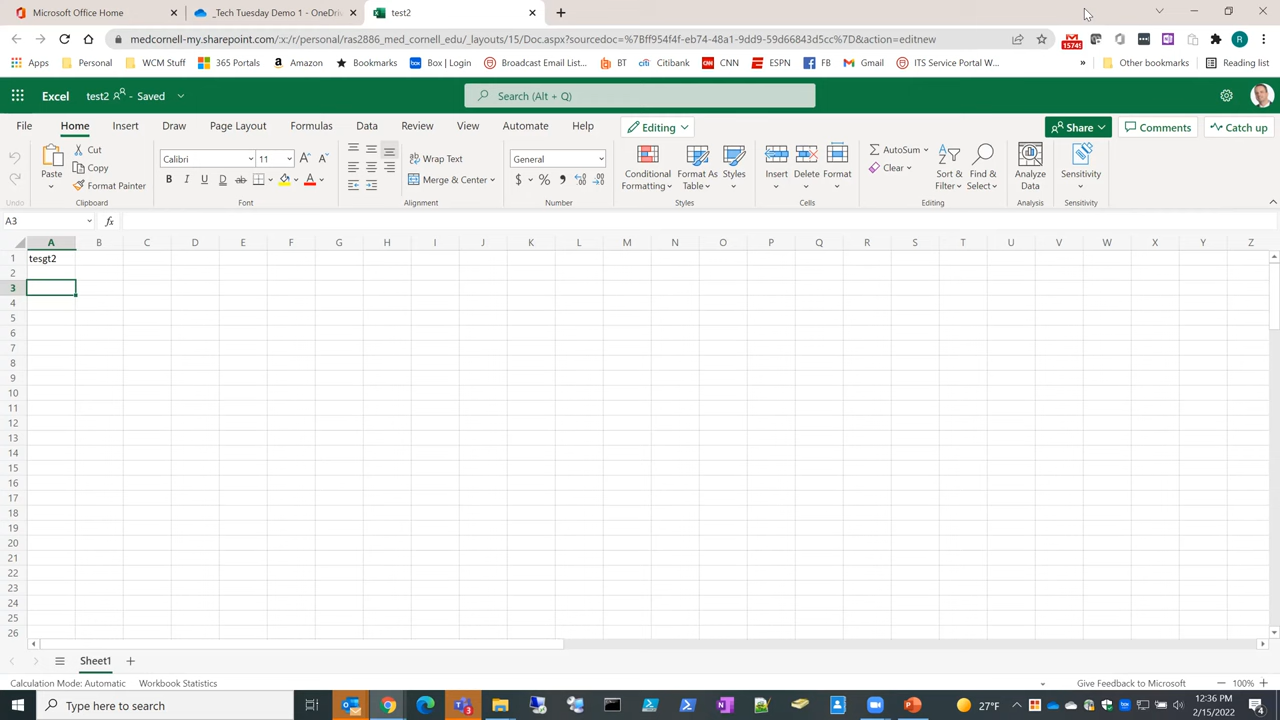 Microsoft Office Home
_Tech Tuesday Demo 1 - OneDriv
test2
medcornell-my.sharepoint.com/:x:/r/personal/ras2886_med_cornell_edu/_layouts/15/Doc.aspx?sourcedoc=%7Bff954f4f-eb74-48a1-9dd9-59d66843d5cc%7D&action=editnew
15745
R
Apps
Personal
WCM Stuff
365 Portals
Amazon
Bookmarks
Box | Login
Broadcast Email List...
BT
Citibank
CNN
ESPN
FB
Gmail
ITS Service Portal W...
»
Other bookmarks
Reading list
Excel
test2 - Saved
Search (Alt + Q)
File
Home
Insert
Draw
Page Layout
Formulas
Data
Review
View
Automate
Help
Editing
Share
Comments
Catch up
Paste
Cut
Copy
Format Painter
Calibri
11
Wrap Text
Merge & Center
General
Conditional
Formatting
Format As
Table
Styles
Insert
Delete
Format
AutoSum
Clear
Sort &
Filter
Find &
Select
Analyze
Data
Sensitivity
Undo
Clipboard
Font
Alignment
Number
Styles
Cells
Editing
Analysis
Sensitivity
A3
fx
A B C D E F G H I J K L M N O P Q R S T U V W X Y Z
1 tesgt2
2
3
4
5
6
7
8
9
10
11
12
13
14
15
16
17
18
19
20
21
22
23
24
25
26
Sheet1
Calculation Mode: Automatic
Workbook Statistics
Give Feedback to Microsoft
100%
Type here to search
27°F
12:36 PM
2/15/2022